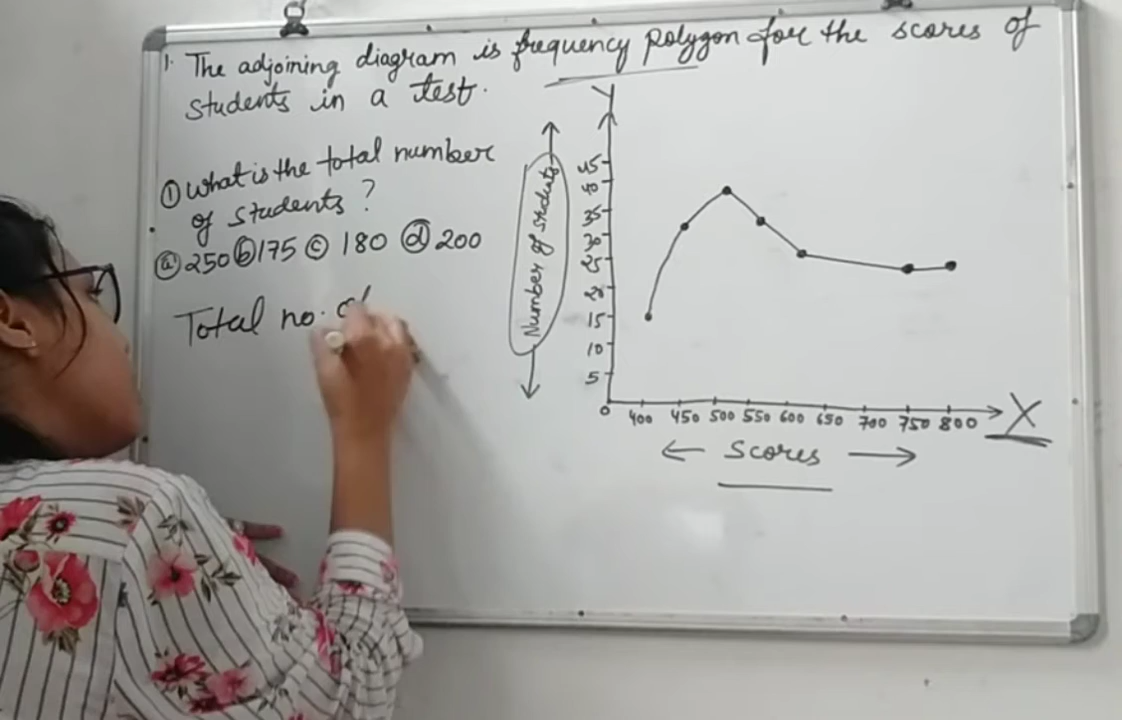 1. The adjoining diagram is frequency polygon for the scores of
students in a test.
① What is the total number
of students ?
ⓐ 250 ⓑ 175 ⓒ 180 ⓓ 200
Total no. of
Y
Number of students
45
40
35
30
25
20
15
10
5
0
400 450 500 550 600 650 700 750 800
X
Scores